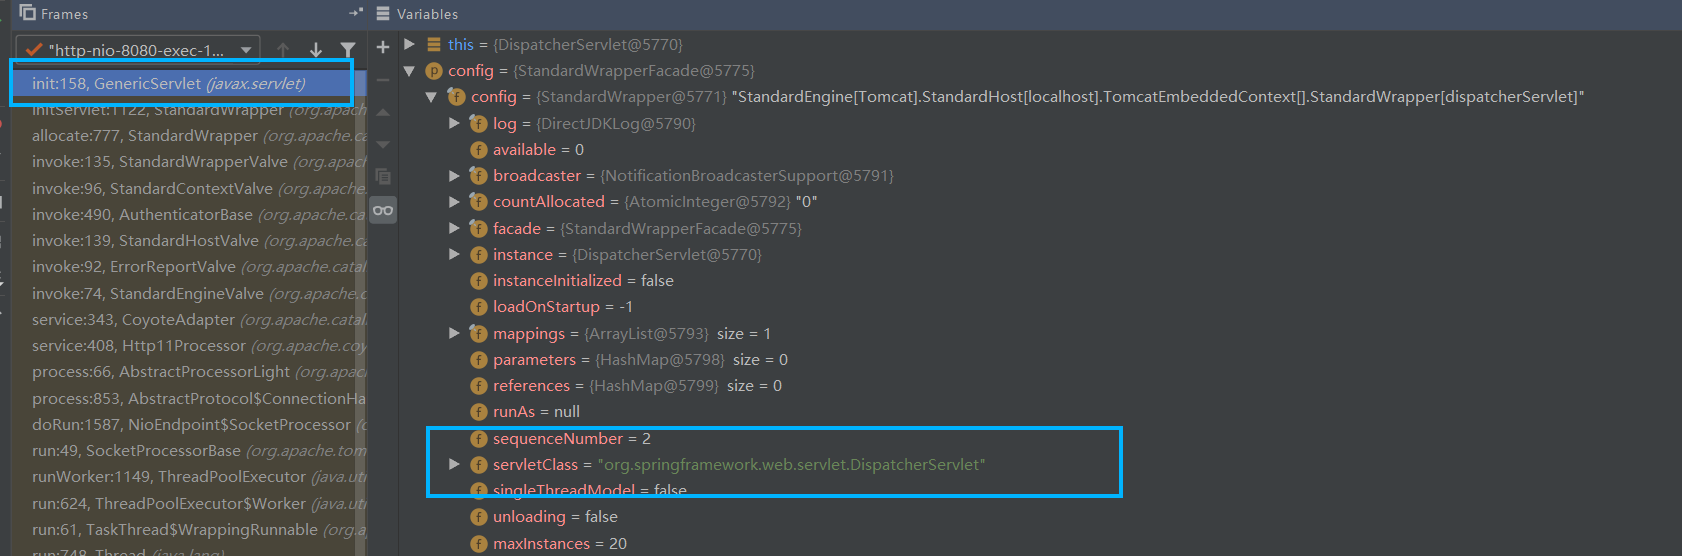 Frames
"http-nio-8080-exec-1...
init:158, GenericServlet (javax.servlet)
initServlet:1122, StandardWrapper (org.apac
allocate:777, StandardWrapper (org.apache.c
invoke:135, StandardWrapperValve (org.apac
invoke:96, StandardContextValve (org.apach
invoke:490, AuthenticatorBase (org.apache.ca
invoke:139, StandardHostValve (org.apache.
invoke:92, ErrorReportValve (org.apache.catal
invoke:74, StandardEngineValve (org.apache.c
service:343, CoyoteAdapter (org.apache.catal
service:408, Http11Processor (org.apache.coy
process:66, AbstractProcessorLight (org.apac
process:853, AbstractProtocol$ConnectionHa
doRun:1587, NioEndpoint$SocketProcessor (o
run:49, SocketProcessorBase (org.apache.tom
runWorker:1149, ThreadPoolExecutor (java.ut
run:624, ThreadPoolExecutor$Worker (java.ut
run:61, TaskThread$WrappingRunnable (org.a
run:748, Thread (java.lang)
Variables
this = {DispatcherServlet@5770}
config = {StandardWrapperFacade@5775}
config = {StandardWrapper@5771} "StandardEngine[Tomcat].StandardHost[localhost].TomcatEmbeddedContext[].StandardWrapper[dispatcherServlet]"
log = {DirectJDKLog@5790}
available = 0
broadcaster = {NotificationBroadcasterSupport@5791}
countAllocated = {AtomicInteger@5792} "0"
facade = {StandardWrapperFacade@5775}
instance = {DispatcherServlet@5770}
instanceInitialized = false
loadOnStartup = -1
mappings = {ArrayList@5793} size = 1
parameters = {HashMap@5798} size = 0
references = {HashMap@5799} size = 0
runAs = null
sequenceNumber = 2
servletClass = "org.springframework.web.servlet.DispatcherServlet"
singleThreadModel = false
unloading = false
maxInstances = 20